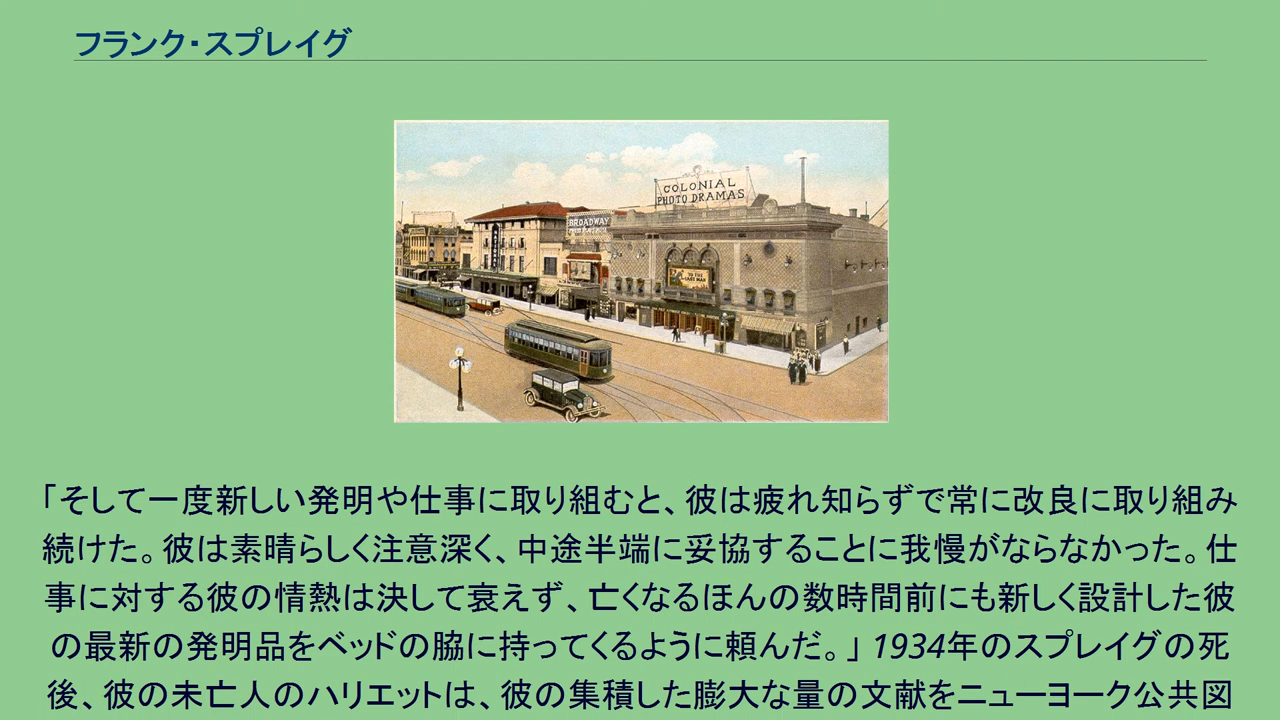 フランク・スプレイグ
COLONIAL
PHOTO DRAMAS
BROADWAY
TO THE
LAST MAN
「そして一度新しい発明や仕事に取り組むと、彼は疲れ知らずで常に改良に取り組み
続けた。彼は素晴らしく注意深く、中途半端に妥協することに我慢がならなかった。仕
事に対する彼の情熱は決して衰えず、亡くなるほんの数時間前にも新しく設計した彼
の最新の発明品をベッドの脇に持ってくるように頼んだ。」 1934年のスプレイグの死
後、彼の未亡人のハリエットは、彼の集積した膨大な量の文献をニューヨーク公共図